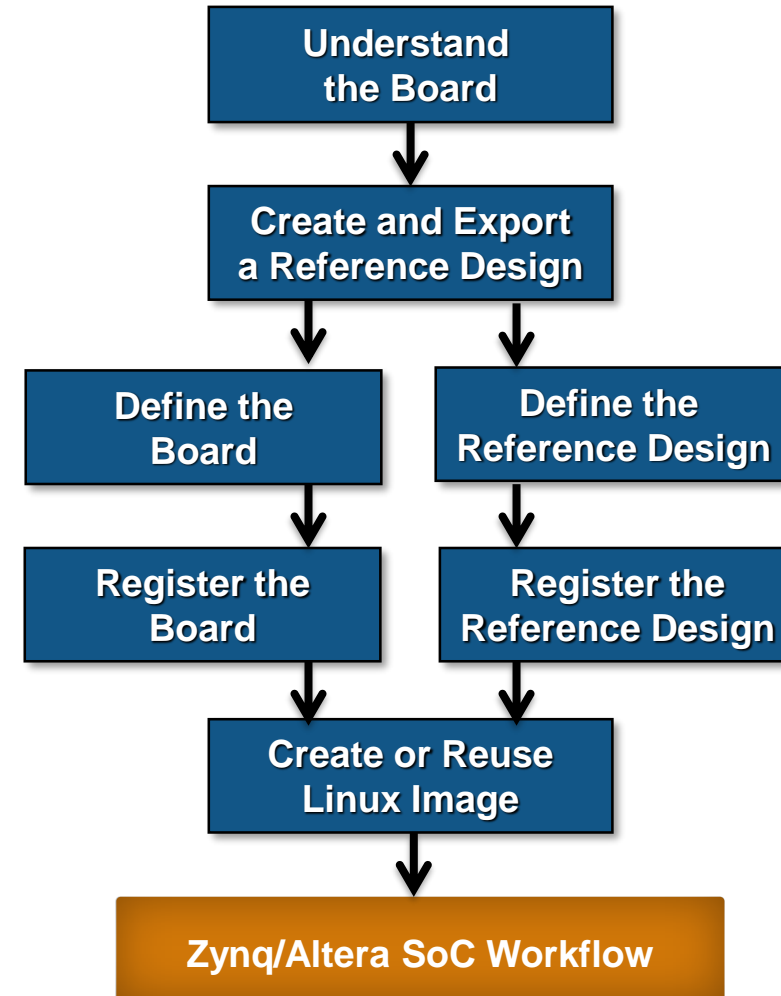 Understand
the Board
Create and Export
a Reference Design
Define the
Board
Define the
Reference Design
Register the
Board
Register the
Reference Design
Create or Reuse
Linux Image
Zynq/Altera SoC Workflow